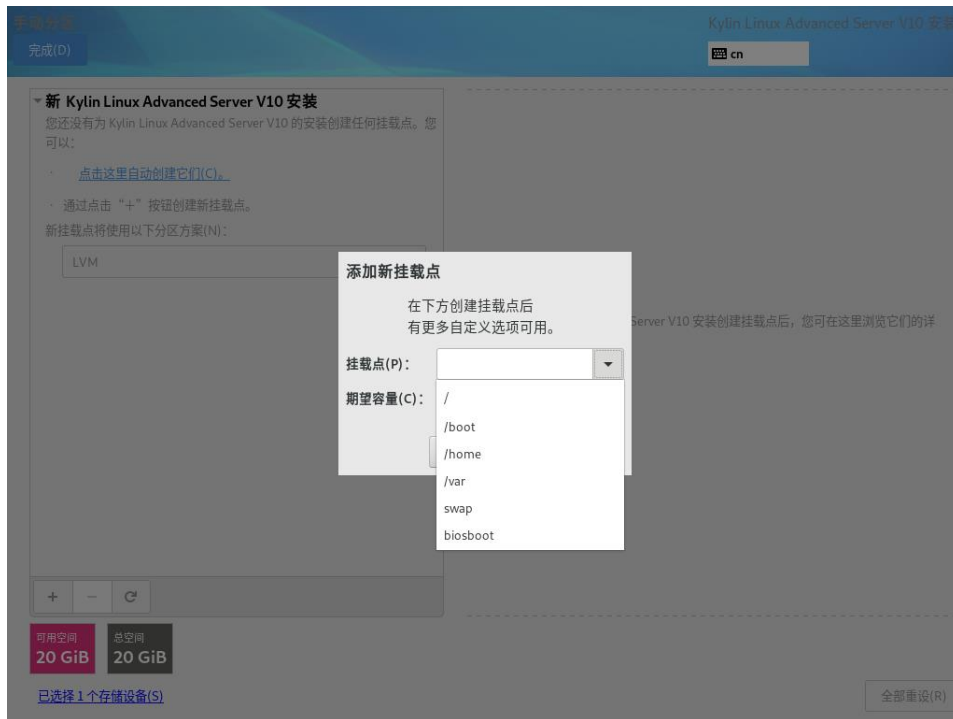 手动分区
Kylin Linux Advanced Server V10 安装
完成(D)
cn
新 Kylin Linux Advanced Server V10 安装
您还没有为 Kylin Linux Advanced Server V10 的安装创建任何挂载点。您
可以：
· 点击这里自动创建它们(C)。
· 通过点击“+”按钮创建新挂载点。
新挂载点将使用以下分区方案(N)：
LVM
添加新挂载点
在下方创建挂载点后
有更多自定义选项可用。
Server V10 安装创建挂载点后，您可在这里浏览它们的详
挂载点(P)：
期望容量(C)：
/
/boot
/home
/var
swap
biosboot
+ −
可用空间
20 GiB
总空间
20 GiB
已选择 1 个存储设备(S)
全部重设(R)